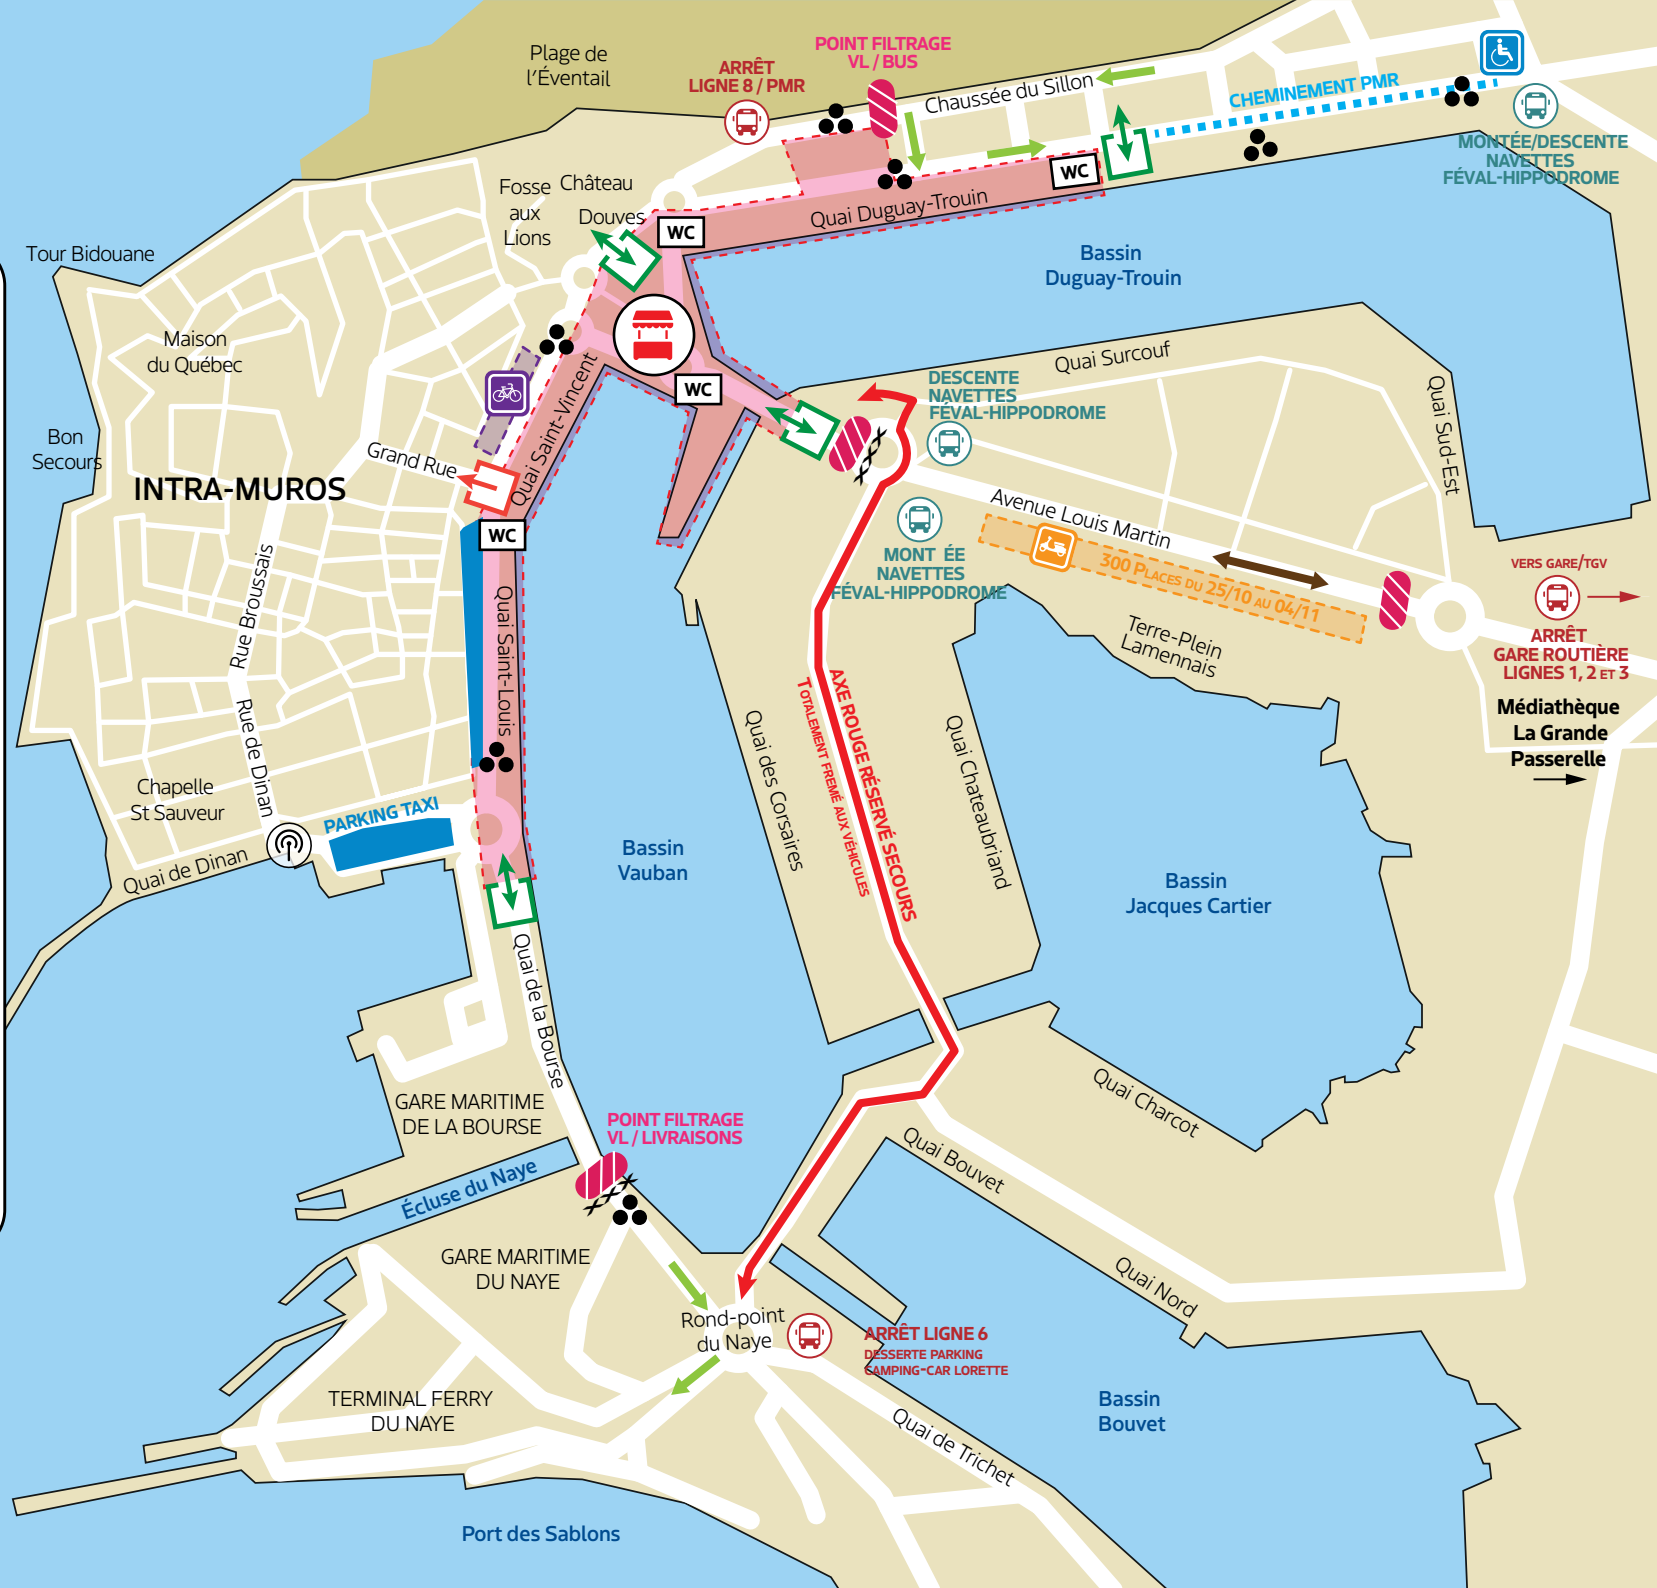 Plage de
l'Éventail
ARRÊT
LIGNE 8 / PMR
POINT FILTRAGE
VL / BUS
Chaussée du Sillon
CHEMINEMENT PMR
MONTÉE/DESCENTE
NAVETTES
FÉVAL-HIPPODROME
Fosse
aux
Lions
Château
Douves
WC
WC
Quai Duguay-Trouin
Tour Bidouane
Bassin
Duguay-Trouin
Maison
du Québec
Quai Surcouf
Quai Sud-Est
WC
DESCENTE
NAVETTES
FÉVAL-HIPPODROME
Quai Saint-Vincent
Bon
Secours
Grand Rue
INTRA-MUROS
WC
Avenue Louis Martin
MONT ÉE
NAVETTES
FÉVAL-HIPPODROME
300 PLACES DU 25/10 AU 04/11
VERS GARE/TGV
ARRÊT
GARE ROUTIÈRE
LIGNES 1, 2 ET 3
Terre-Plein
Lamennais
Rue Broussais
Quai Saint-Louis
Médiathèque
La Grande
Passerelle
AXE ROUGE RÉSERVÉ SECOURS
TOTALEMENT FREMÉ AUX VÉHICULES
Quai des Corsaires
Quai Chateaubriand
Rue de Dinan
Chapelle
St Sauveur
PARKING TAXI
Quai de Dinan
Bassin
Vauban
Bassin
Jacques Cartier
Quai de la Bourse
GARE MARITIME
DE LA BOURSE
POINT FILTRAGE
VL / LIVRAISONS
Quai Charcot
Quai Bouvet
Écluse du Naye
GARE MARITIME
DU NAYE
Quai Nord
Rond-point
du Naye
ARRÊT LIGNE 6
DESSERTE PARKING
CAMPING-CAR LORETTE
TERMINAL FERRY
DU NAYE
Bassin
Bouvet
Quai de Trichet
Port des Sablons